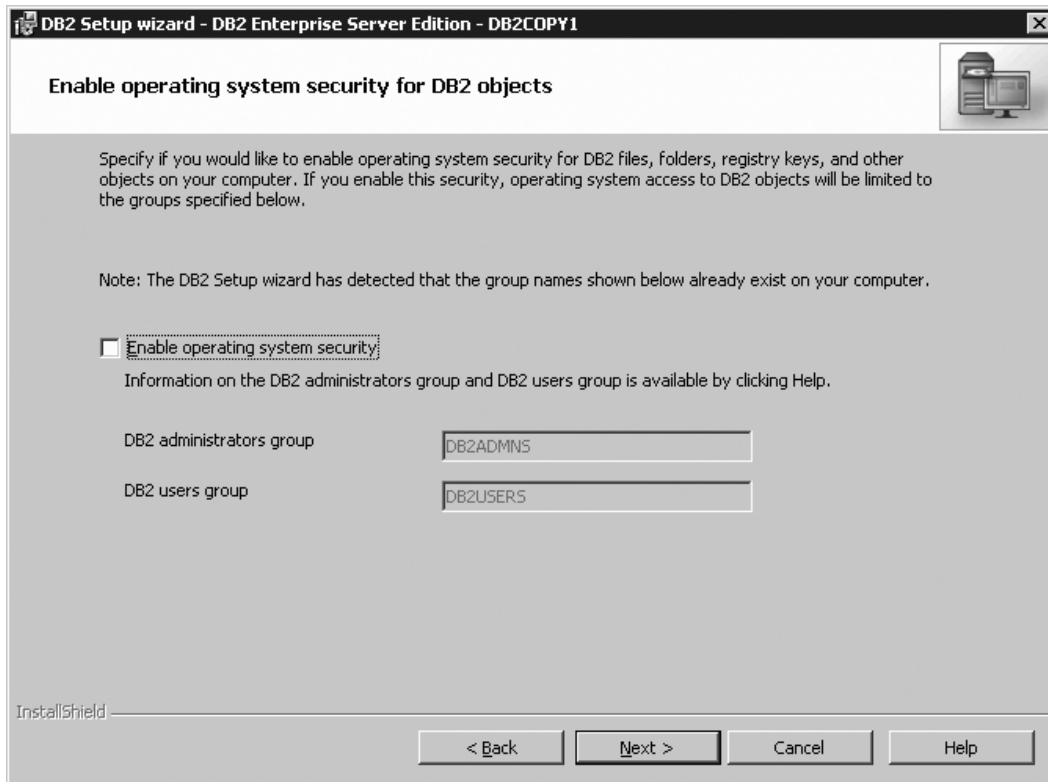 DB2 Setup wizard - DB2 Enterprise Server Edition - DB2COPY1
Enable operating system security for DB2 objects
Specify if you would like to enable operating system security for DB2 files, folders, registry keys, and other
objects on your computer. If you enable this security, operating system access to DB2 objects will be limited to
the groups specified below.
Note: The DB2 Setup wizard has detected that the group names shown below already exist on your computer.
Enable operating system security
Information on the DB2 administrators group and DB2 users group is available by clicking Help.
DB2 administrators group DB2ADMNS
DB2 users group DB2USERS
InstallShield
< Back Next > Cancel Help